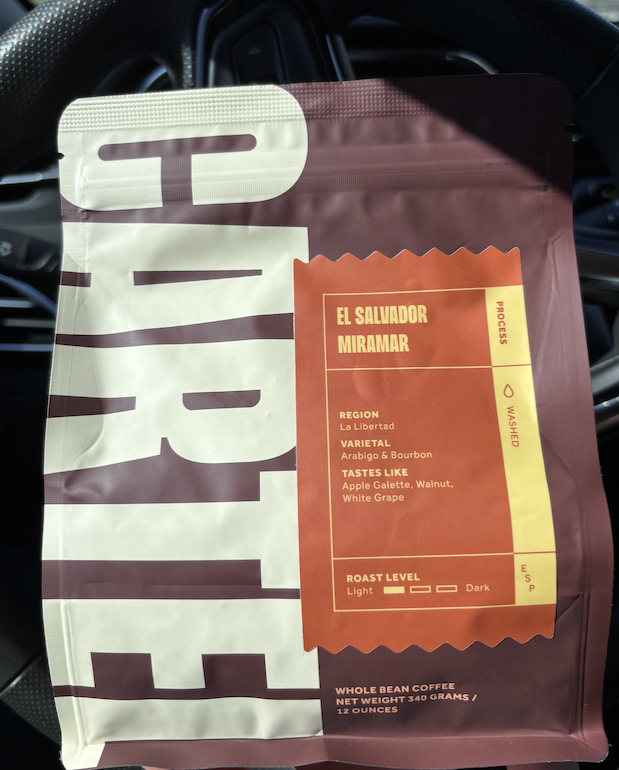 CARTEL
EL SALVADOR
MIRAMAR
PROCESS
WASHED
REGION
La Libertad
VARIETAL
Arabigo & Bourbon
TASTES LIKE
Apple Galette, Walnut,
White Grape
ROAST LEVEL
Light Dark
ESP
WHOLE BEAN COFFEE
NET WEIGHT 340 GRAMS /
12 OUNCES